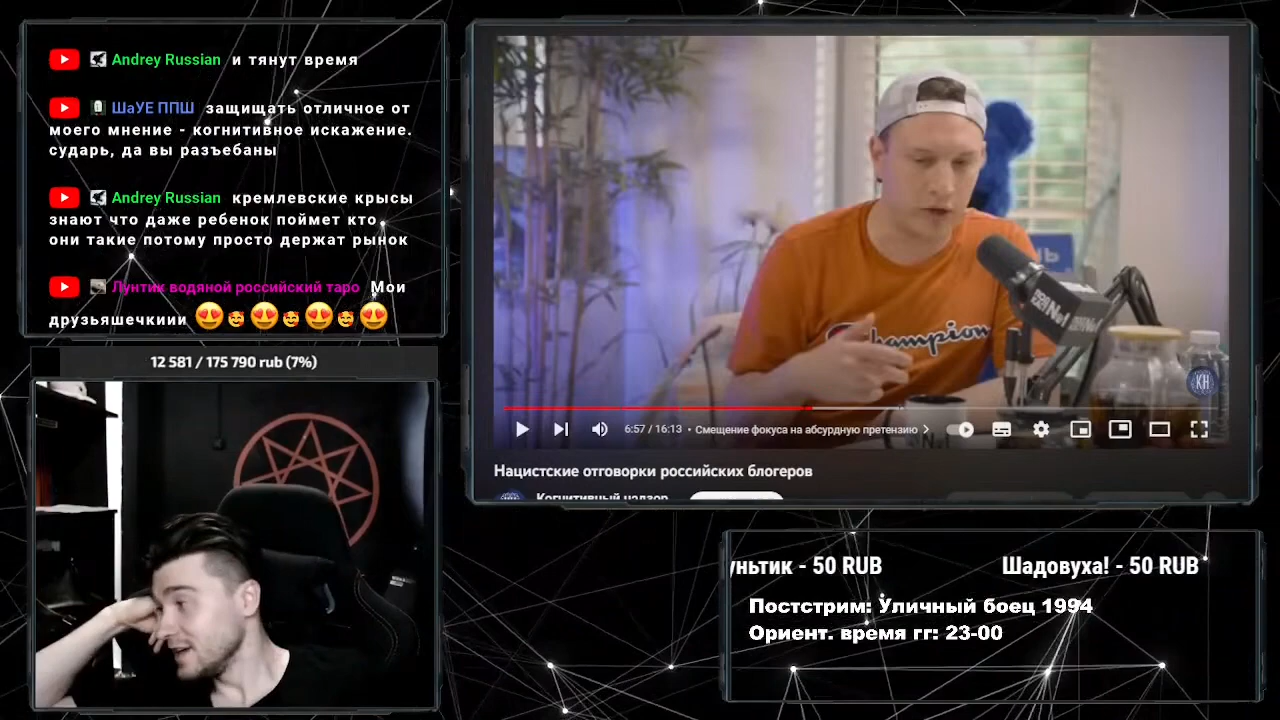 Andrey Russian и тянут время
ШаУЕ ППШ защищать отличное от
моего мнение - когнитивное искажение.
сударь, да вы разъебаны
Andrey Russian кремлевские крысы
знают что даже ребенок поймет кто
они такие потому просто держат рынок
Лунтик водяной российский таро Мои
друзьяшечкиии
12 581 / 175 790 rub (7%)
Champion
№1
КН
6:57 / 16:13 • Смещение фокуса на абсурдную претензию
Нацистские отговорки российских блогеров
Когнитивный надзор
уньтик - 50 RUB Шадовуха! - 50 RUB
Постстрим: Уличный боец 1994
Ориент. время гг: 23-00